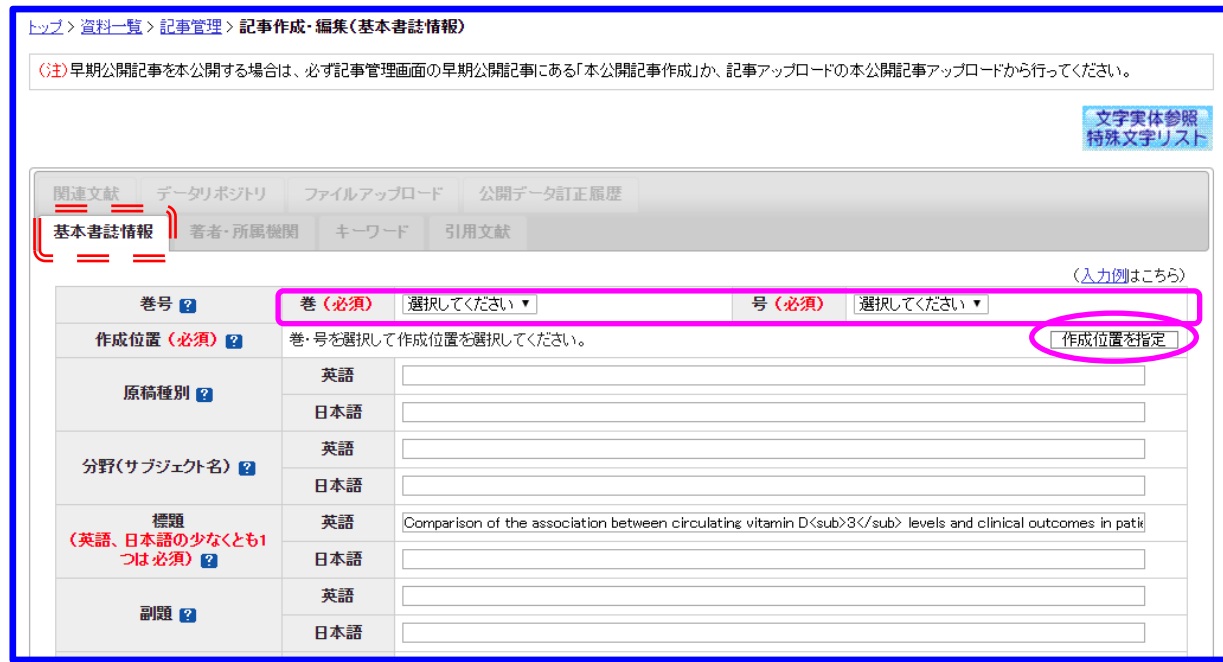 トップ > 資料一覧 > 記事管理 > 記事作成・編集(基本書誌情報)
(注)早期公開記事を本公開する場合は、必ず記事管理画面の早期公開記事にある「本公開記事作成」か、記事アップロードの本公開記事アップロードから行ってください。
文字実体参照
特殊文字リスト
関連文献 データリポジトリ ファイルアップロード 公開データ訂正履歴
基本書誌情報 著者・所属機関 キーワード 引用文献
(入力例はこちら)
巻号 ? 巻(必須) 選択してください ▼ 号(必須) 選択してください ▼
作成位置(必須) ? 巻・号を選択して作成位置を選択してください。 作成位置を指定
原稿種別 ? 英語
日本語
分野(サブジェクト名) ? 英語
日本語
標題
(英語、日本語の少なくとも1
つは必須) ? 英語 Comparison of the association between circulating vitamin D<sub>3</sub> levels and clinical outcomes in patie
日本語
副題 ? 英語
日本語